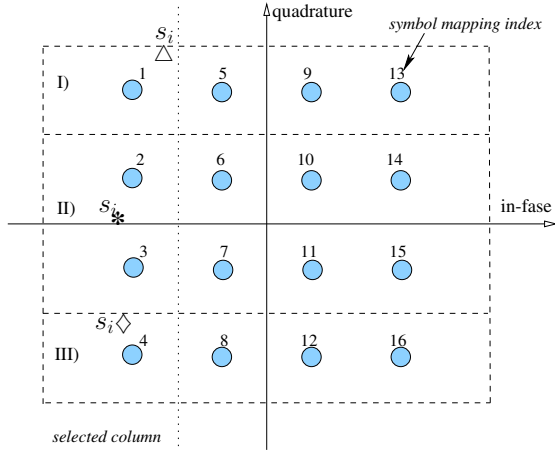 quadrature
symbol mapping index
s_i
1 5 9 13
I)
2 6 10 14
s_i
II)
in-fase
3 7 11 15
s_i
4 8 12 16
III)
selected column